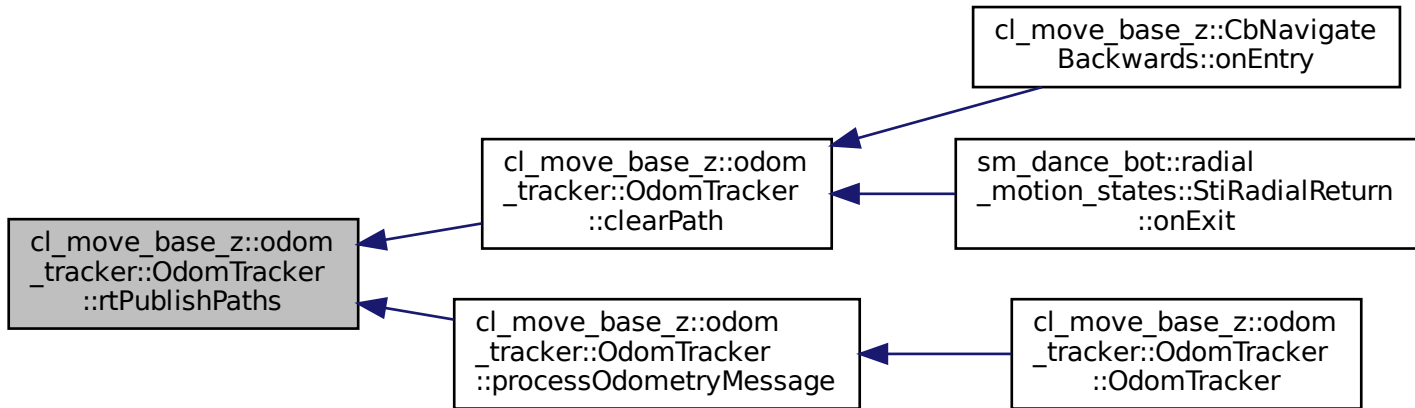 cl_move_base_z::CbNavigate
Backwards::onEntry
cl_move_base_z::odom
_tracker::OdomTracker
::clearPath
sm_dance_bot::radial
_motion_states::StiRadialReturn
::onExit
cl_move_base_z::odom
_tracker::OdomTracker
::rtPublishPaths
cl_move_base_z::odom
_tracker::OdomTracker
::processOdometryMessage
cl_move_base_z::odom
_tracker::OdomTracker
::OdomTracker